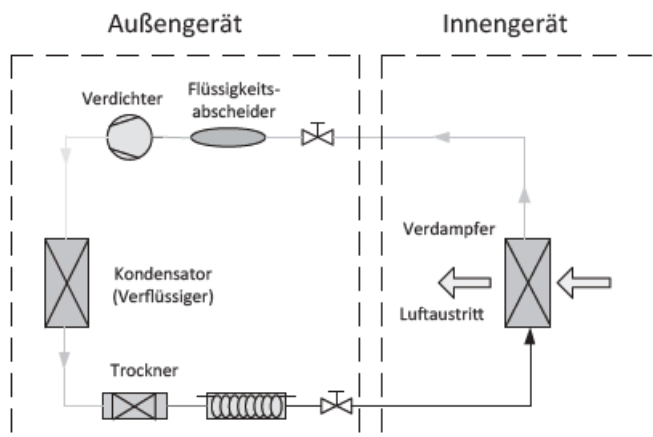 Außengerät
Innengerät
Verdichter
Flüssigkeits-
abscheider
Verdampfer
Kondensator
(Verflüssiger)
Luftaustritt
Trockner